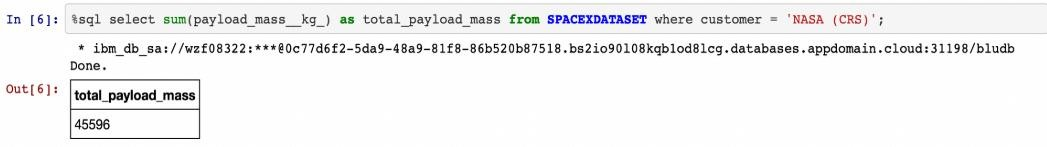 In [6]: %sql select sum(payload_mass__kg_) as total_payload_mass from SPACEXDATASET where customer = 'NASA (CRS)';
* ibm_db_sa://wzf08322:***@0c77d6f2-5da9-48a9-81f8-86b520b87518.bs2io90l08kqb1od8lcg.databases.appdomain.cloud:31198/bludb
Done.
Out[6]:
total_payload_mass
45596